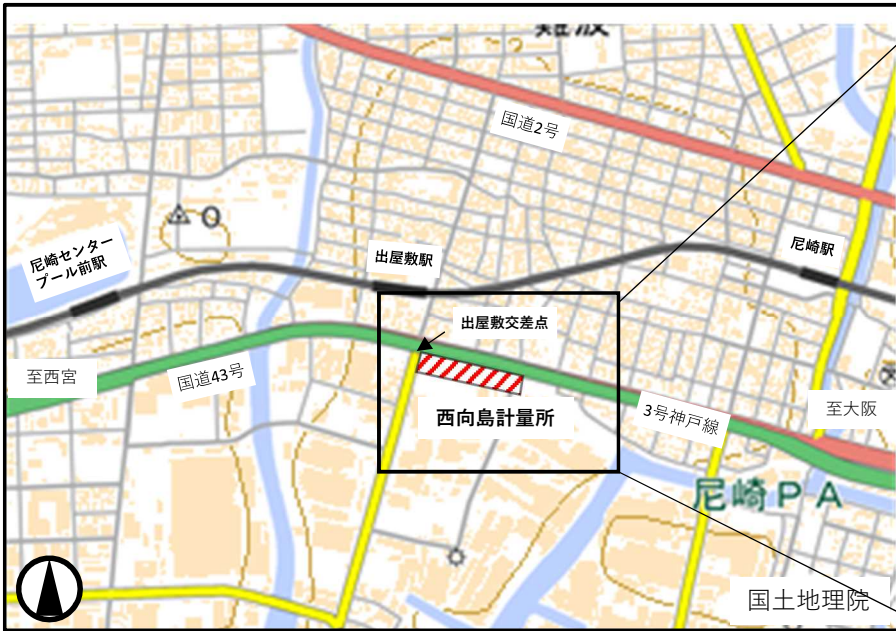 難波
国道2号
尼崎センター
プール前駅
出屋敷駅
尼崎駅
出屋敷交差点
至西宮
国道43号
3号神戸線
至大阪
西向島計量所
尼崎PA
国土地理院